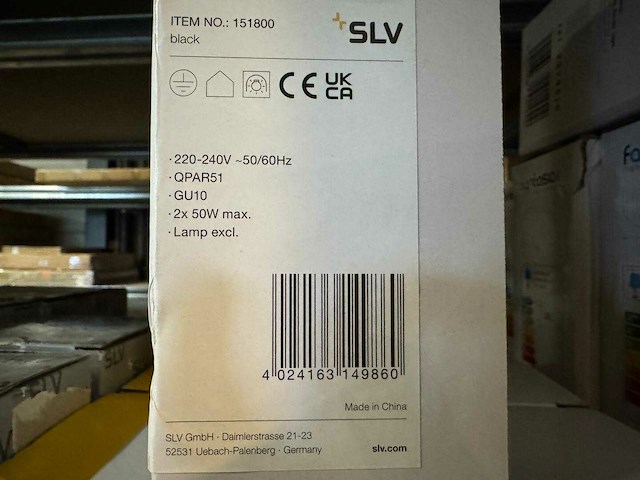 ITEM NO.: 151800
black
SLV
CE UK
CA
· 220-240V ~50/60Hz
· QPAR51
· GU10
· 2x 50W max.
· Lamp excl.
4 024163 149860
Made in China
SLV GmbH · Daimlerstrasse 21-23
52531 Uebach-Palenberg · Germany
slv.com
SLV